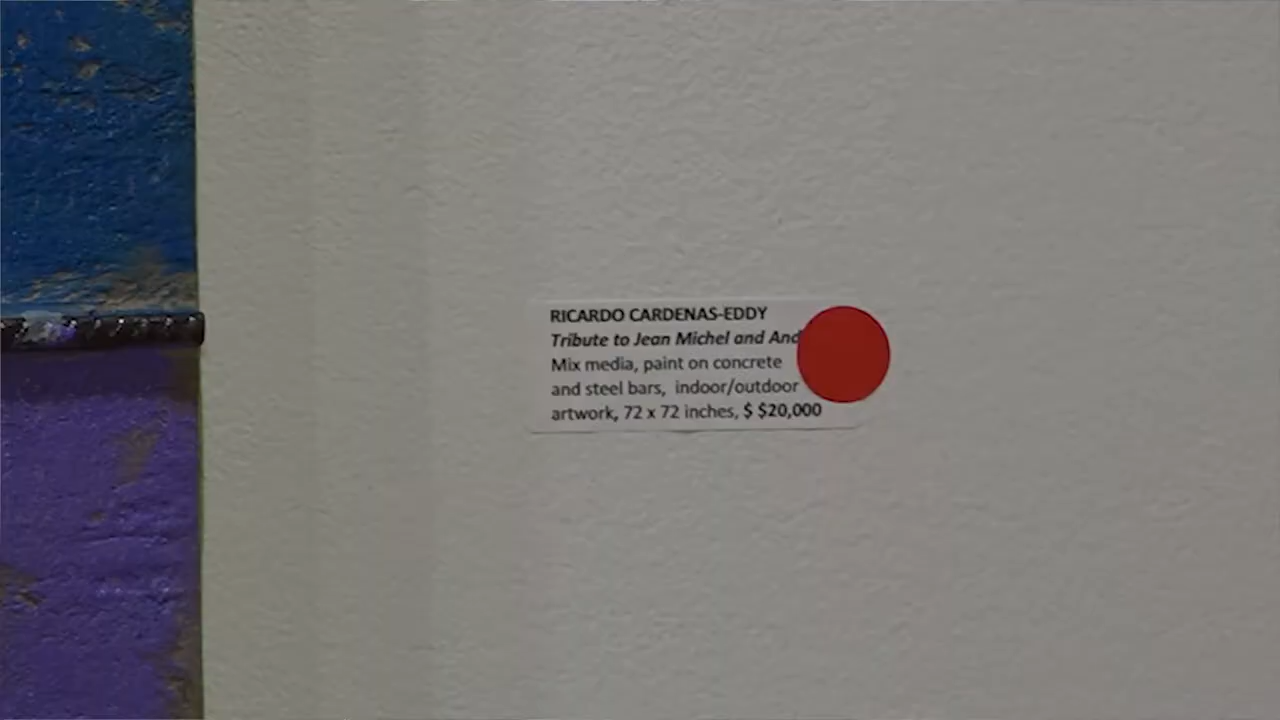 RICARDO CARDENAS-EDDY
Tribute to Jean Michel and
Mix media, paint on concrete
and steel bars, indoor/outdoor
artwork, 72 x 72 inches, $ $20,000